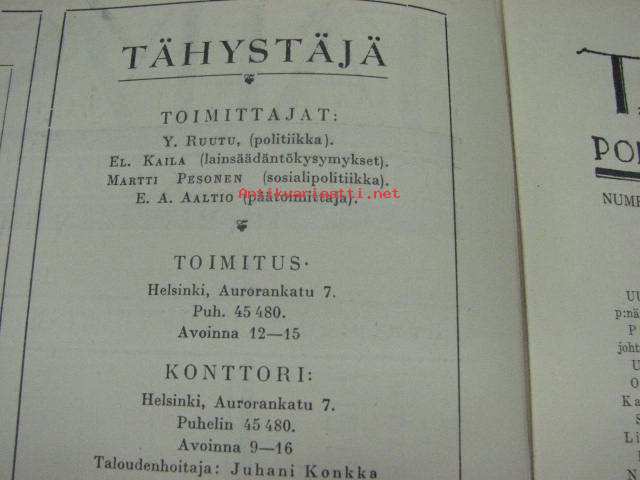 TÄHYSTÄJÄ
TOIMITTAJAT:
Y. RUUTU, (politiikka).
EL. KAILA (lainsäädäntökysymykset).
MARTTI PESONEN (sosialipolitiikka).
Antikvariaatti.net
E. A. AALTIO (päätoimittaja).
TOIMITUS·
Helsinki, Aurorankatu 7.
Puh. 45 480.
Avoinna 12—15
KONTTORI:
Helsinki, Aurorankatu 7.
Puhelin 45 480.
Avoinna 9—16
Taloudenhoitaja: Juhani Konkka